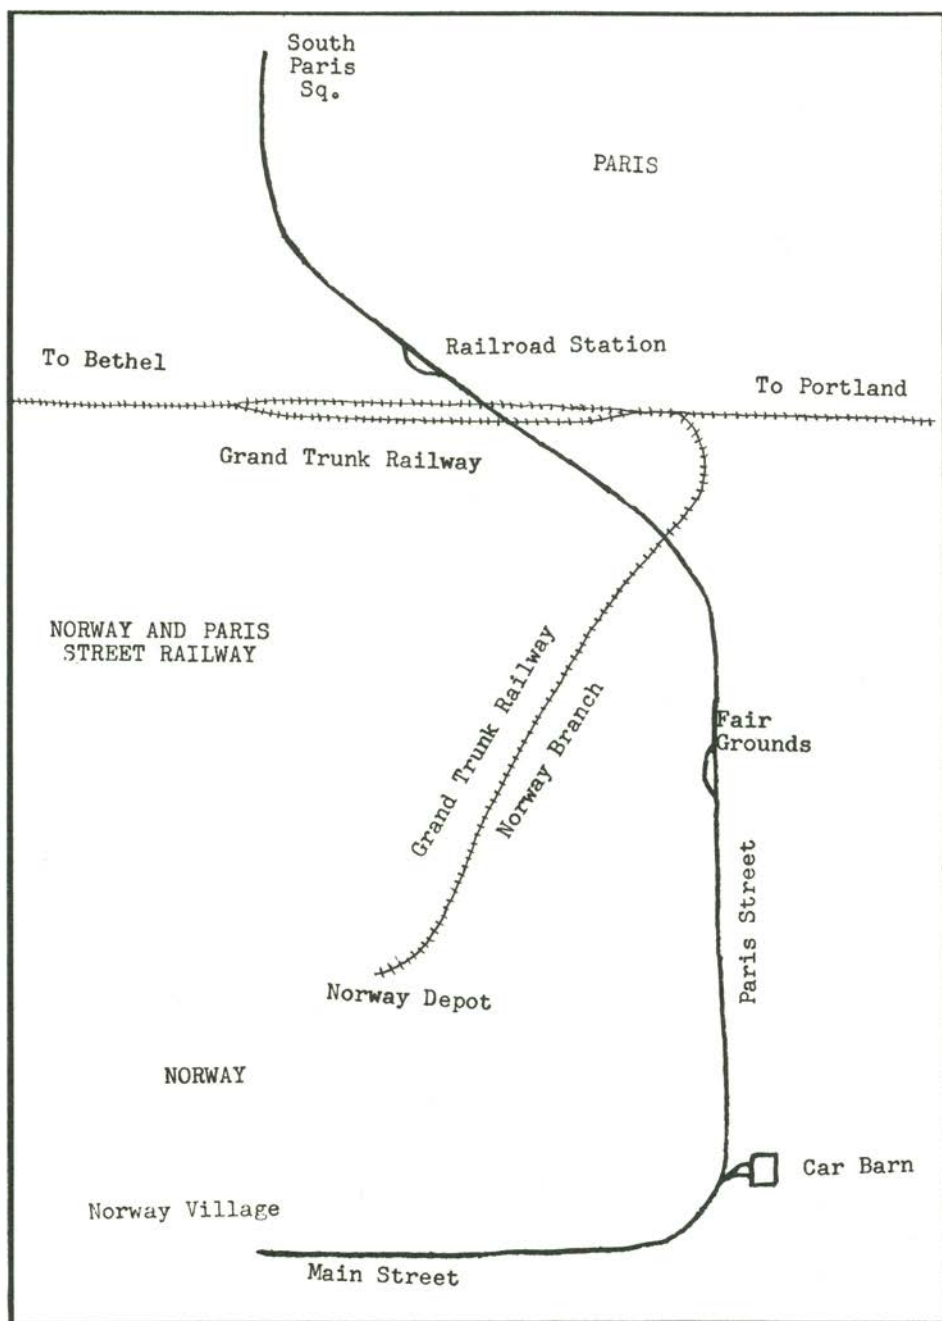 South
Paris
Sq.
PARIS
Railroad Station
To Bethel
To Portland
Grand Trunk Railway
NORWAY AND PARIS
STREET RAILWAY
Grand Trunk Railway
Norway Branch
Fair
Grounds
Paris Street
Norway Depot
NORWAY
Car Barn
Norway Village
Main Street